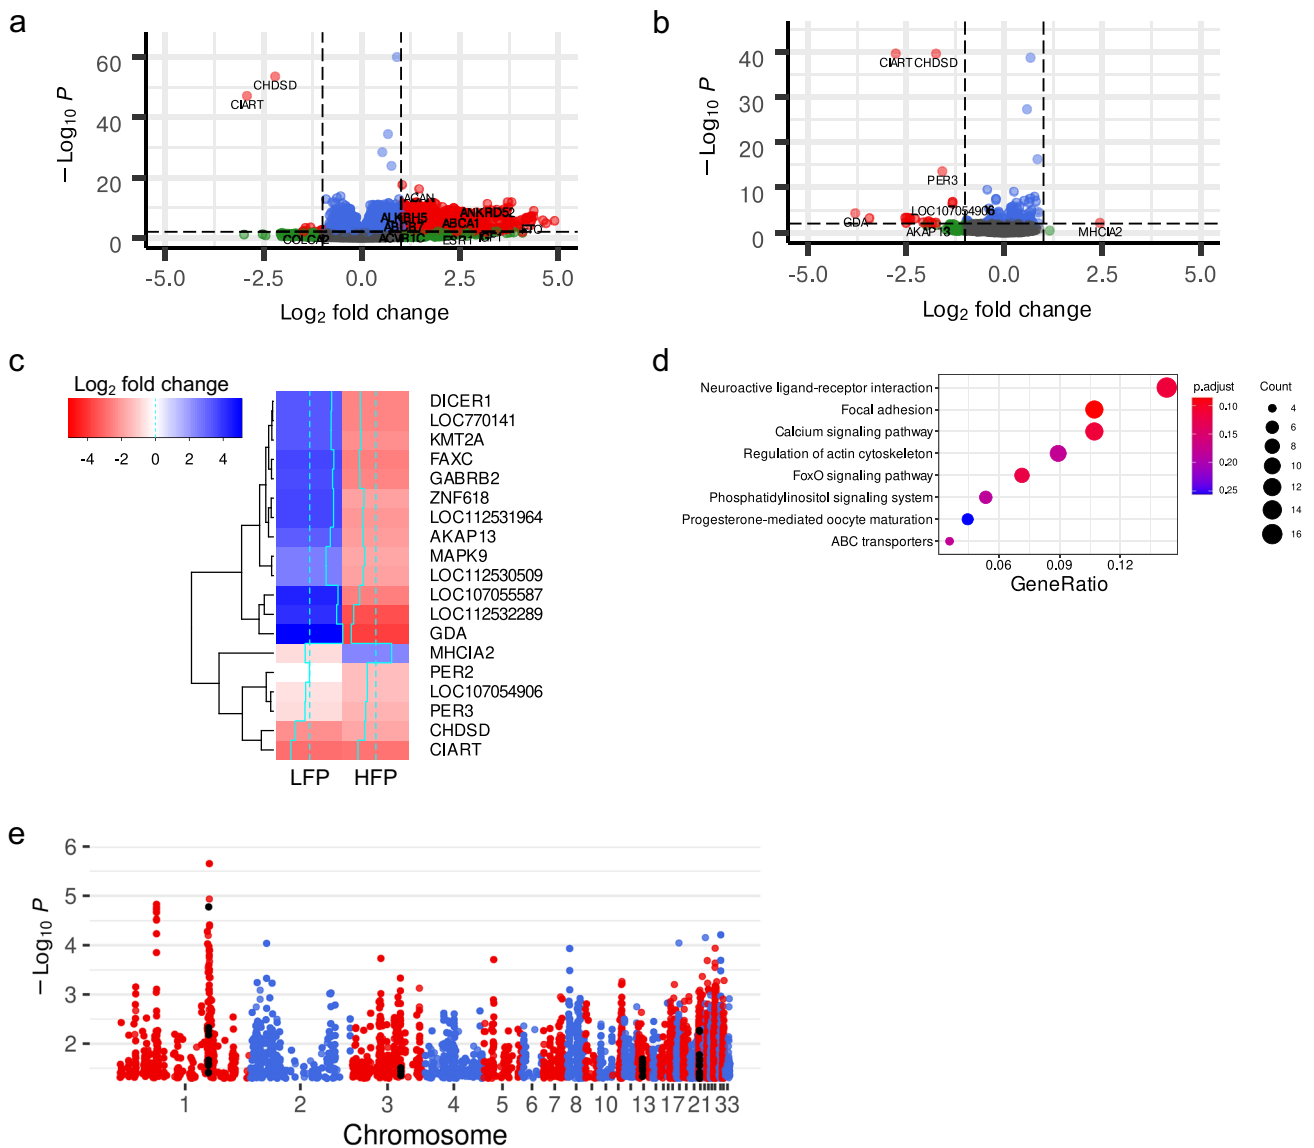 a
− Log10 P
60
40
20
0
CHDSD
CIART
ACAN
ALKBH5
ANKRD52
ABCB7
ABCA1
FTO
COLCA2
ACVR1C
ESR1
IGF1
-5.0
-2.5
0.0
2.5
5.0
Log2 fold change
b
− Log10 P
40
30
20
10
0
CIART
CHDSD
PER3
LOC107054906
GDA
AKAP13
MHCIA2
-5.0
-2.5
0.0
2.5
5.0
Log2 fold change
c
Log2 fold change
-4 -2 0 2 4
DICER1
LOC770141
KMT2A
FAXC
GABRB2
ZNF618
LOC112531964
AKAP13
MAPK9
LOC112530509
LOC107055587
LOC112532289
GDA
MHCIA2
PER2
LOC107054906
PER3
CHDSD
CIART
LFP HFP
d
Neuroactive ligand-receptor interaction
Focal adhesion
Calcium signaling pathway
Regulation of actin cytoskeleton
FoxO signaling pathway
Phosphatidylinositol signaling system
Progesterone-mediated oocyte maturation
ABC transporters
0.06 0.09 0.12
GeneRatio
p.adjust
0.10
0.15
0.20
0.25
Count
4
6
8
10
12
14
16
e
− Log10 P
6
5
4
3
2
1 2 3 4 5 6 7 8 10 13 17 21 33
Chromosome